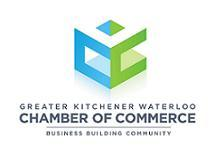 GREATER KITCHENER WATERLOO
CHAMBER OF COMMERCE
BUSINESS BUILDING COMMUNITY